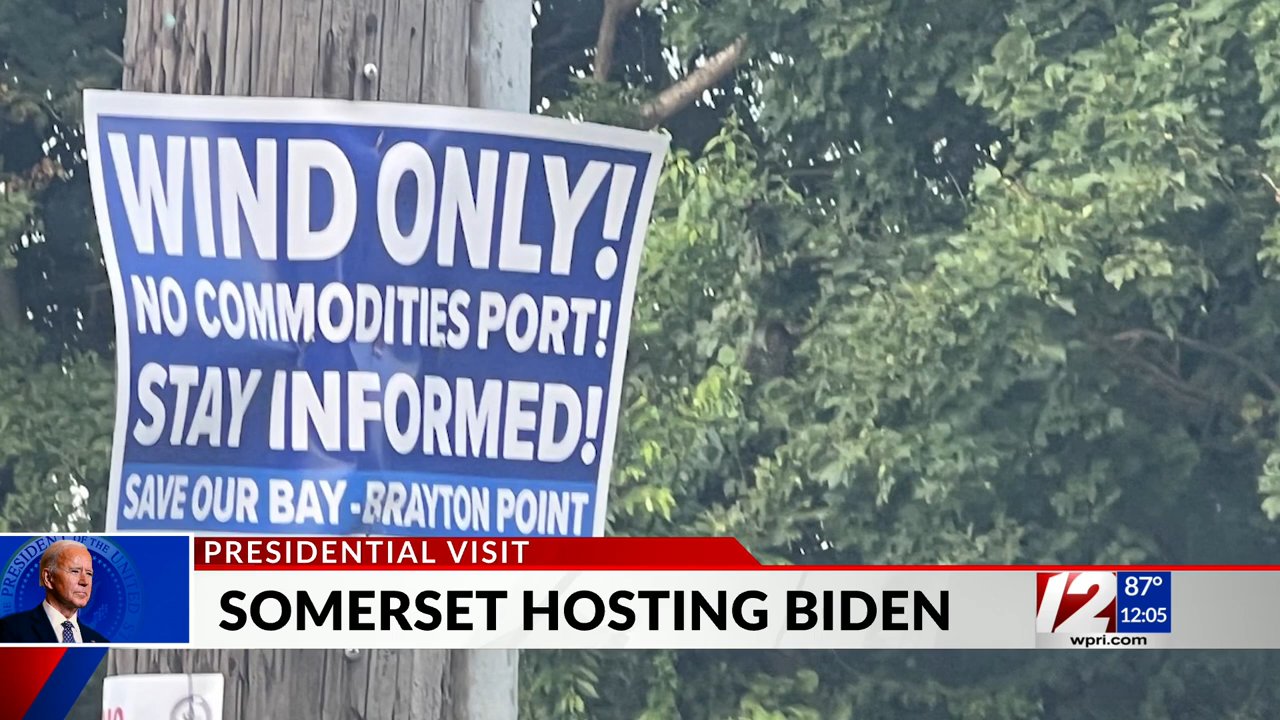 WIND ONLY!
NO COMMODITIES PORT!
STAY INFORMED!
SAVE OUR BAY - BRAYTON POINT
PRESIDENTIAL VISIT
SOMERSET HOSTING BIDEN
12
87°
12:05
wpri.com